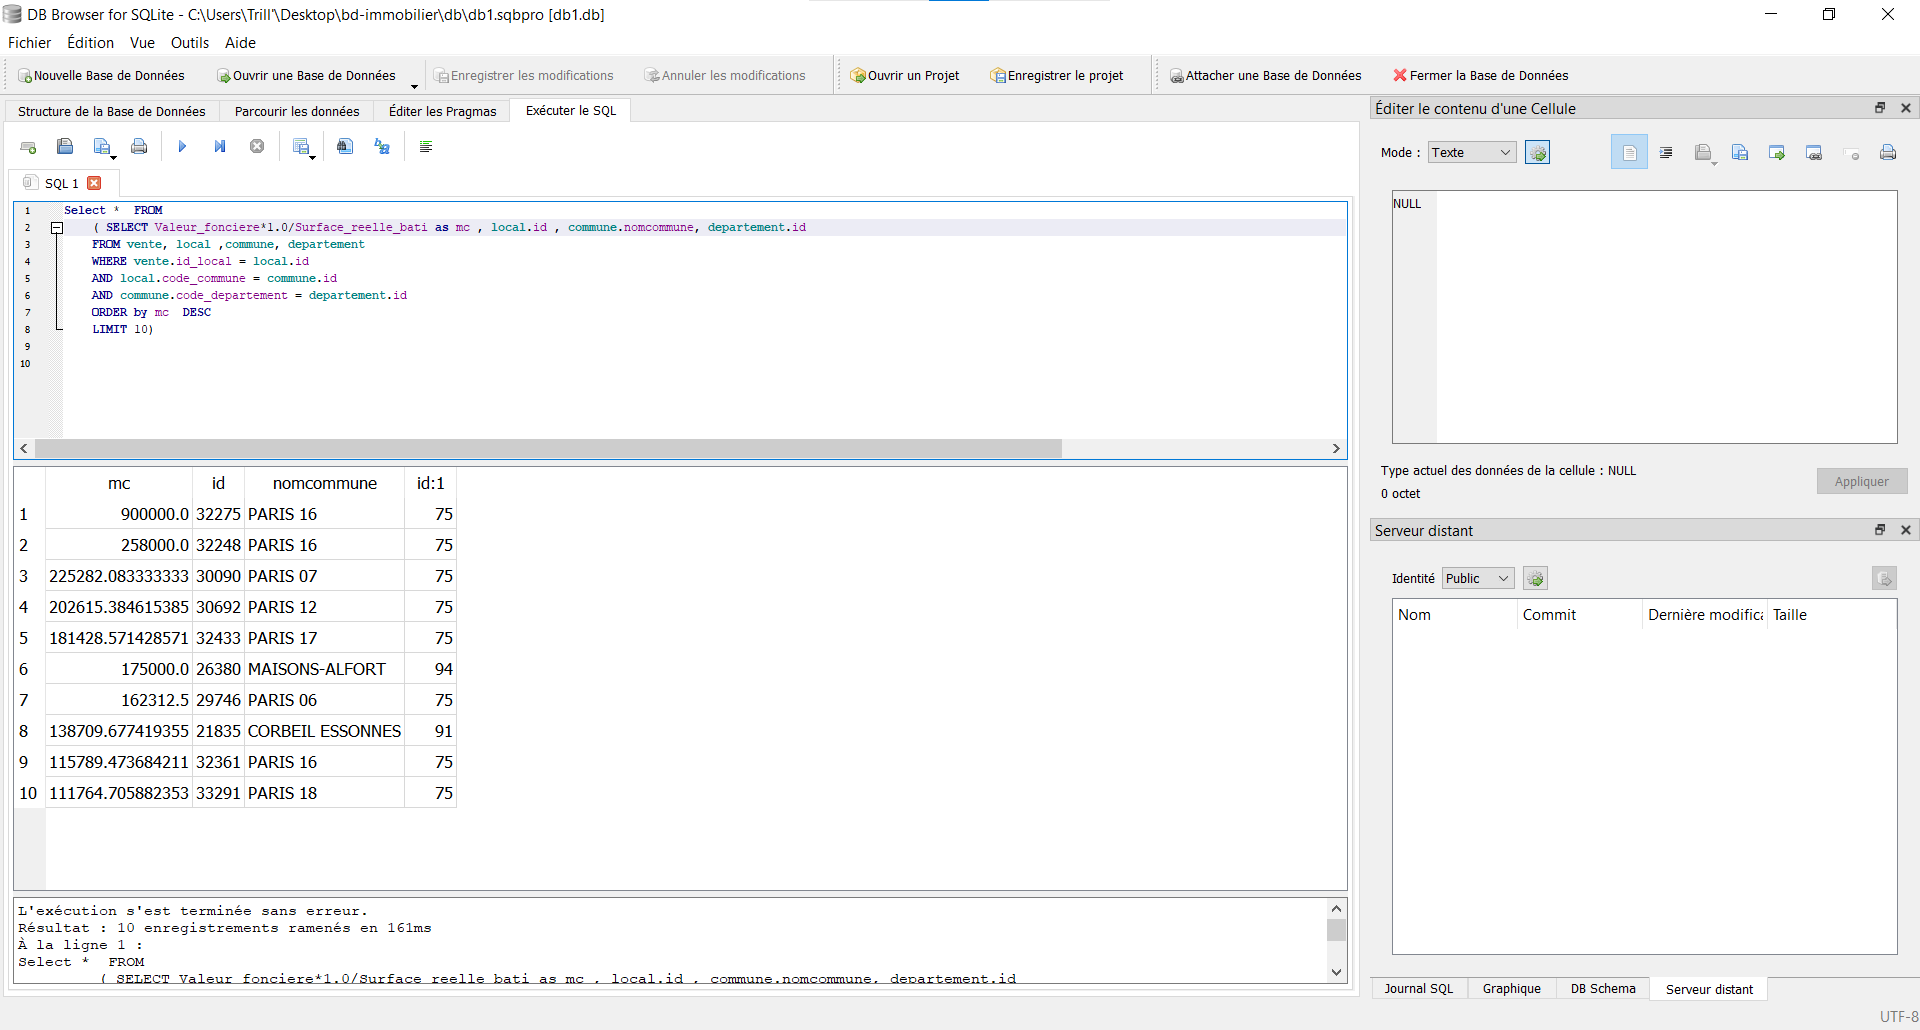 DB Browser for SQLite - C:\Users\Trill'\Desktop\bd-immobilier\db\db1.sqbpro [db1.db]
Fichier Édition Vue Outils Aide
Nouvelle Base de Données Ouvrir une Base de Données Enregistrer les modifications Annuler les modifications Ouvrir un Projet Enregistrer le projet Attacher une Base de Données Fermer la Base de Données
Structure de la Base de Données Parcourir les données Éditer les Pragmas Exécuter le SQL
SQL 1
1 Select * FROM
2 ( SELECT Valeur_fonciere*1.0/Surface_reelle_bati as mc , local.id , commune.nomcommune, departement.id
3 FROM vente, local ,commune, departement
4 WHERE vente.id_local = local.id
5 AND local.code_commune = commune.id
6 AND commune.code_departement = departement.id
7 ORDER by mc DESC
8 LIMIT 10)
9
10
mc id nomcommune id:1
1 900000.0 32275 PARIS 16 75
2 258000.0 32248 PARIS 16 75
3 225282.083333333 30090 PARIS 07 75
4 202615.384615385 30692 PARIS 12 75
5 181428.571428571 32433 PARIS 17 75
6 175000.0 26380 MAISONS-ALFORT 94
7 162312.5 29746 PARIS 06 75
8 138709.677419355 21835 CORBEIL ESSONNES 91
9 115789.473684211 32361 PARIS 16 75
10 111764.705882353 33291 PARIS 18 75
L'exécution s'est terminée sans erreur.
Résultat : 10 enregistrements ramenés en 161ms
À la ligne 1 :
Select * FROM
( SELECT Valeur_fonciere*1.0/Surface_reelle_bati as mc , local.id , commune.nomcommune, departement.id
Éditer le contenu d'une Cellule
Mode : Texte
NULL
Type actuel des données de la cellule : NULL
0 octet
Appliquer
Serveur distant
Identité Public
Nom Commit Dernière modifica Taille
Journal SQL Graphique DB Schema Serveur distant
UTF-8